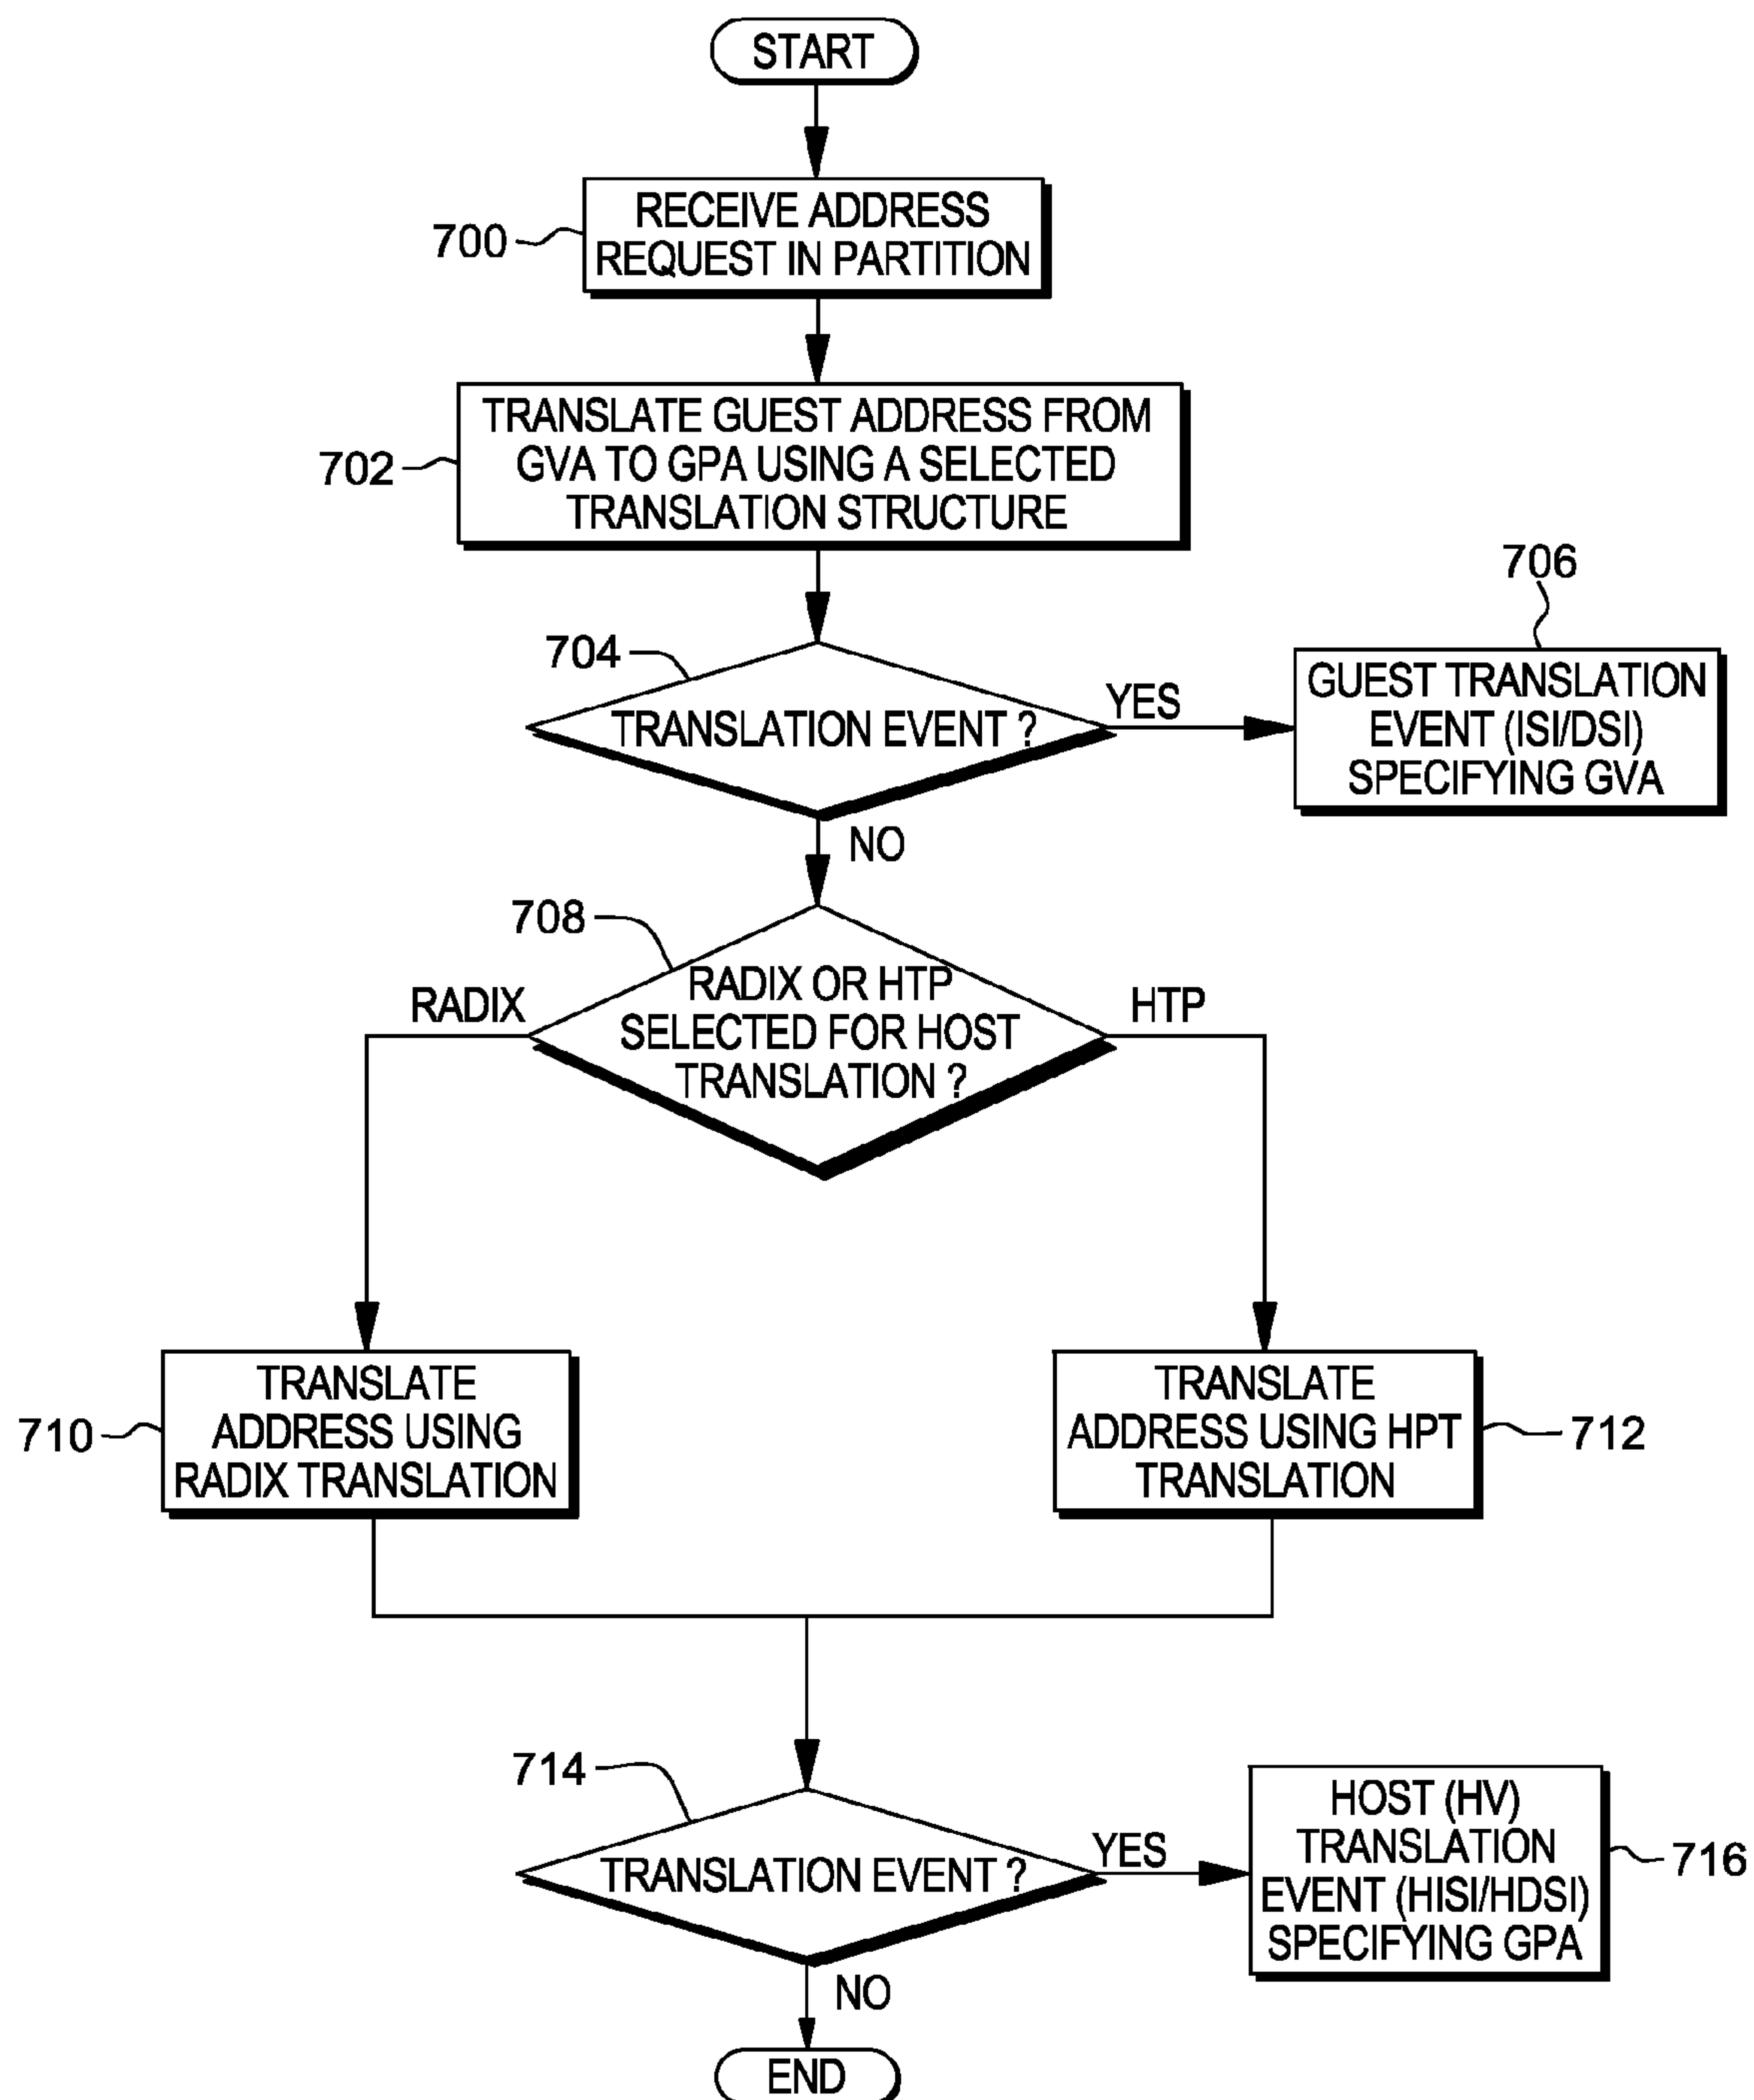 START
700
RECEIVE ADDRESS
REQUEST IN PARTITION
702
TRANSLATE GUEST ADDRESS FROM
GVA TO GPA USING A SELECTED
TRANSLATION STRUCTURE
704
TRANSLATION EVENT ?
YES
706
GUEST TRANSLATION
EVENT (ISI/DSI)
SPECIFYING GVA
NO
708
RADIX OR HTP
SELECTED FOR HOST
TRANSLATION ?
RADIX
HTP
710
TRANSLATE
ADDRESS USING
RADIX TRANSLATION
TRANSLATE
ADDRESS USING HPT
TRANSLATION
712
714
TRANSLATION EVENT ?
YES
HOST (HV)
TRANSLATION
EVENT (HISI/HDSI)
SPECIFYING GPA
716
NO
END